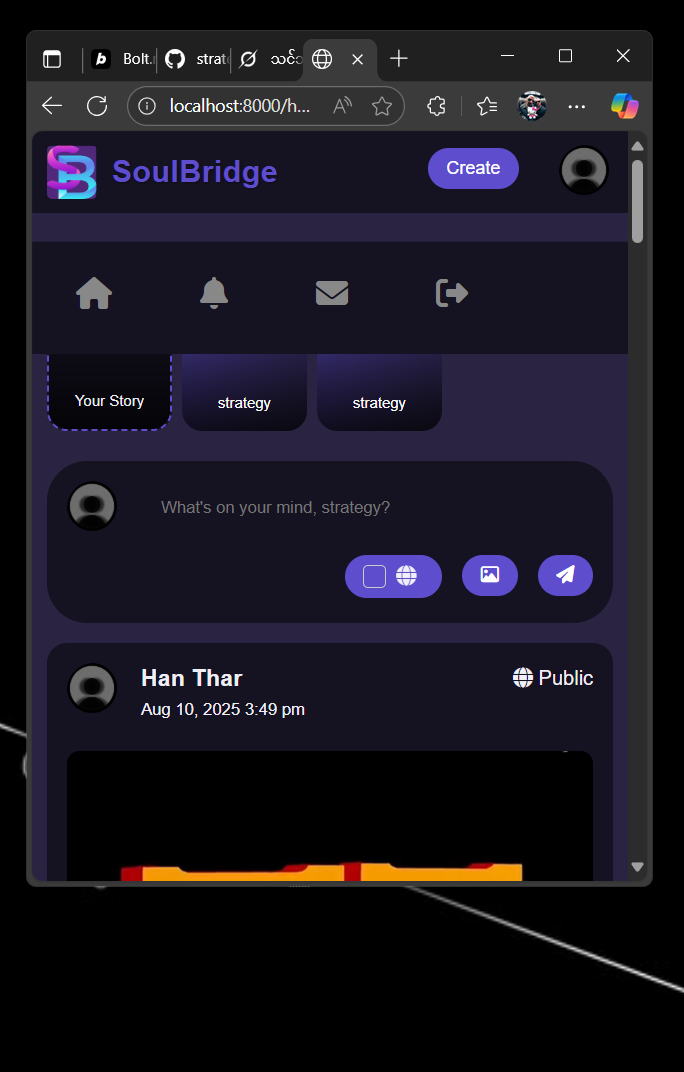 Bolt.
strat
သင်
localhost:8000/h...
SoulBridge
Create
Your Story
strategy
strategy
What's on your mind, strategy?
Han Thar
Public
Aug 10, 2025 3:49 pm